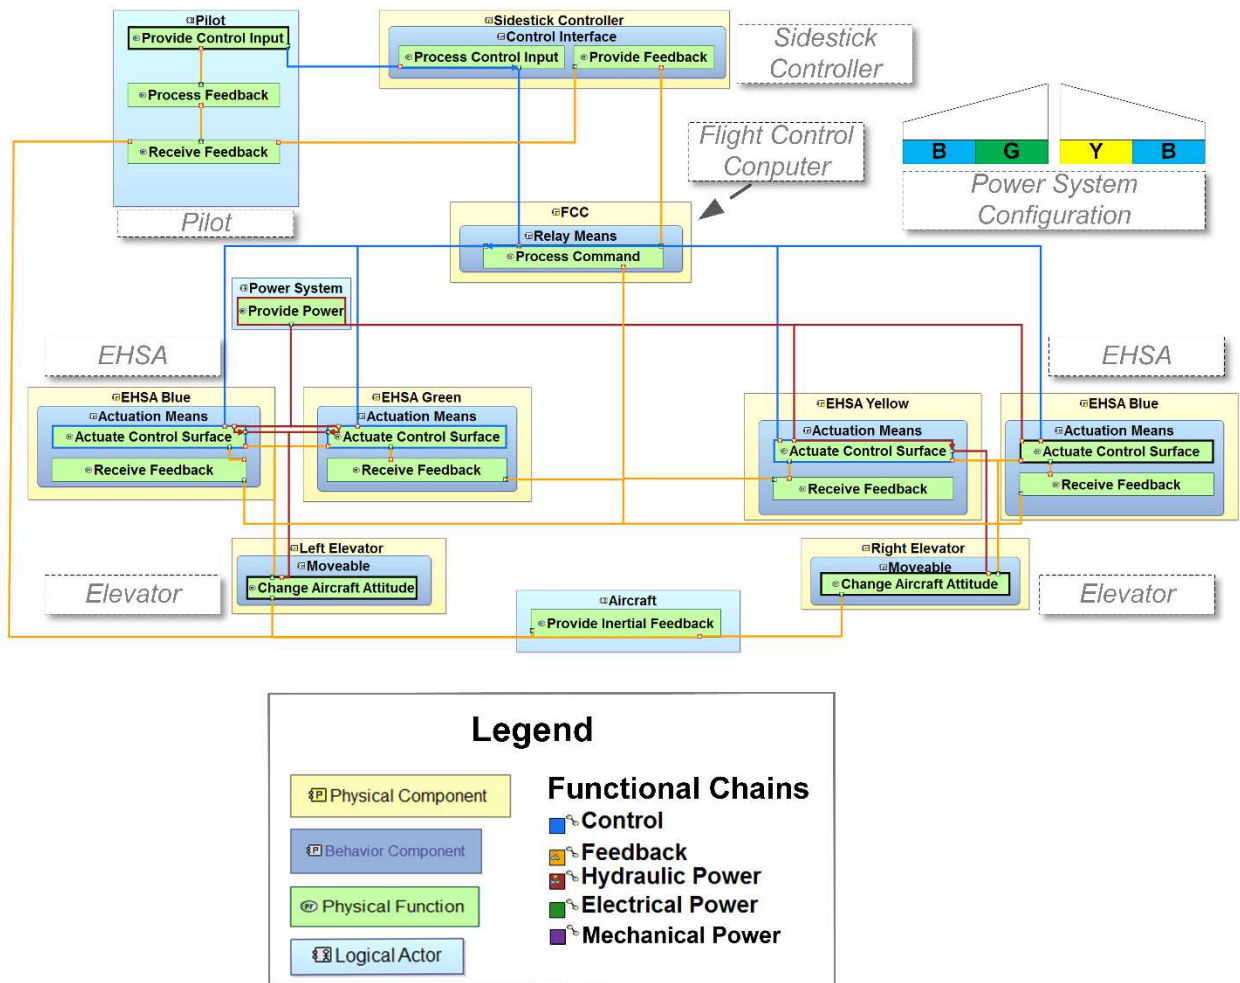 Pilot
Provide Control Input
Process Feedback
Receive Feedback
Pilot
Sidestick Controller
Control Interface
Process Control Input
Provide Feedback
Sidestick
Controller
Flight Control
Conputer
B G Y B
Power System
Configuration
FCC
Relay Means
Process Command
Power System
Provide Power
EHSA
EHSA
EHSA Blue
Actuation Means
Actuate Control Surface
Receive Feedback
EHSA Green
Actuation Means
Actuate Control Surface
Receive Feedback
EHSA Yellow
Actuation Means
Actuate Control Surface
Receive Feedback
EHSA Blue
Actuation Means
Actuate Control Surface
Receive Feedback
Elevator
Left Elevator
Moveable
Change Aircraft Attitude
Aircraft
Provide Inertial Feedback
Right Elevator
Moveable
Change Aircraft Attitude
Elevator
Legend
Physical Component
Behavior Component
Physical Function
Logical Actor
Functional Chains
Control
Feedback
Hydraulic Power
Electrical Power
Mechanical Power